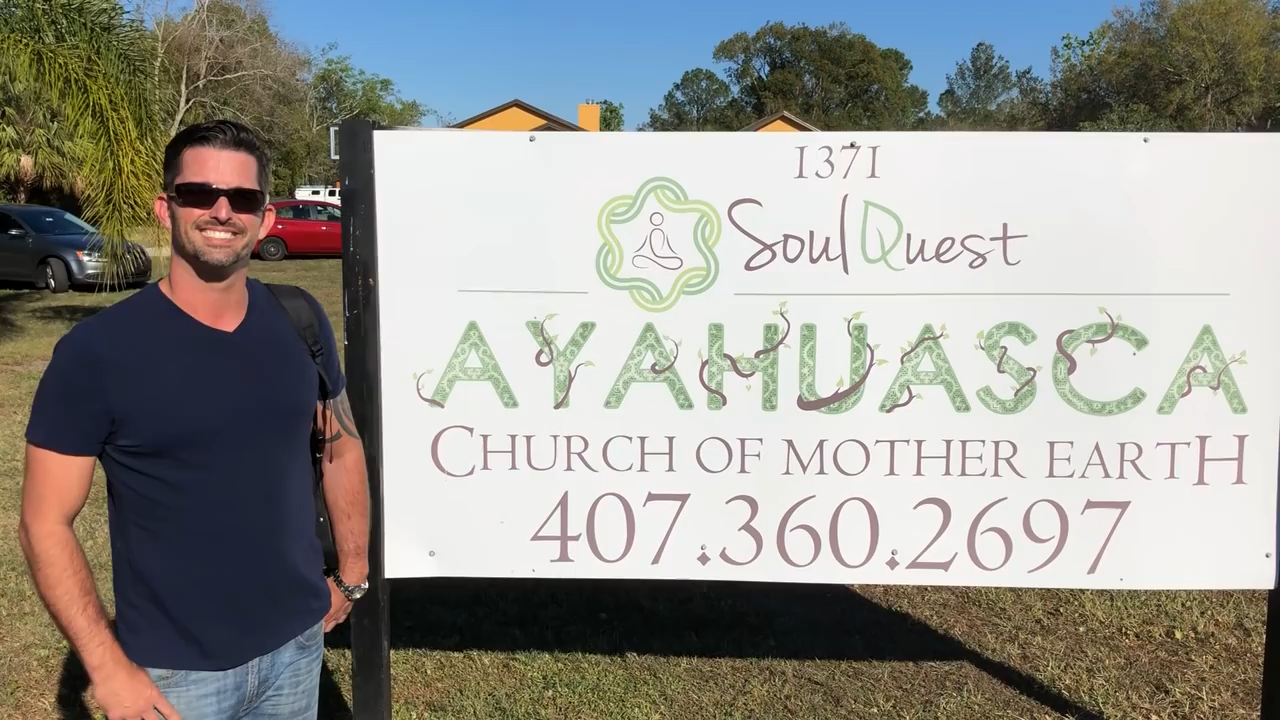 1371
SoulQuest
AYAHUASCA
CHURCH OF MOTHER EARTH
407.360.2697